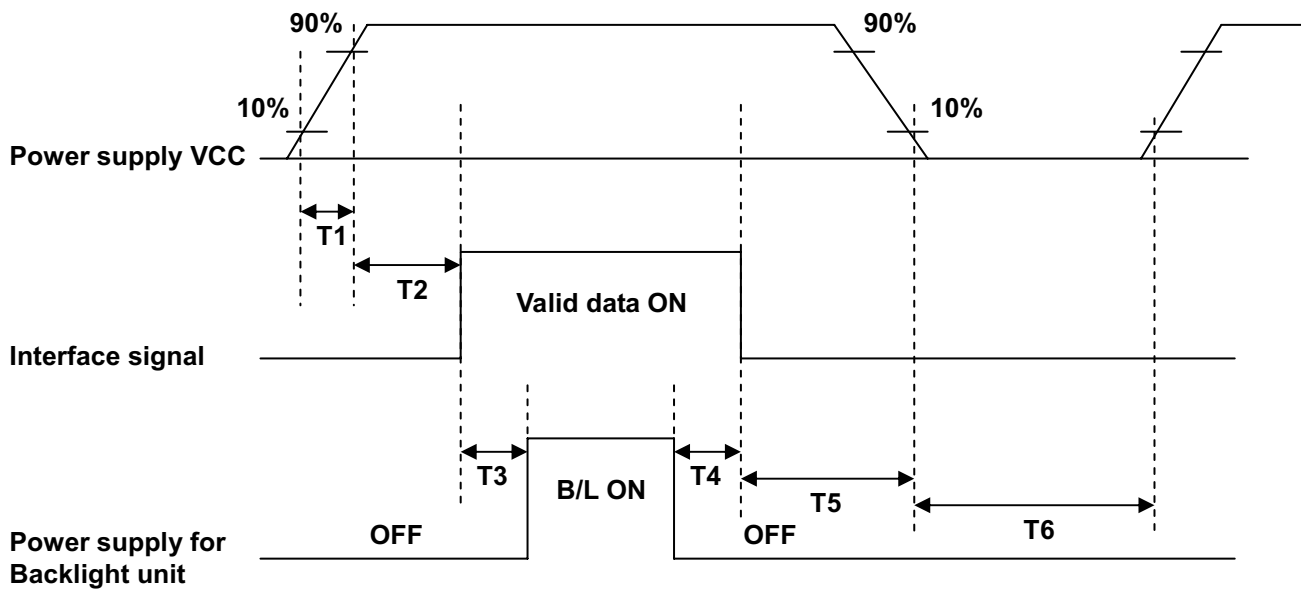 90%
90%
10%
10%
Power supply VCC
T1
T2
Valid data ON
Interface signal
T3
T4
B/L ON
T5
T6
OFF
OFF
Power supply for
Backlight unit